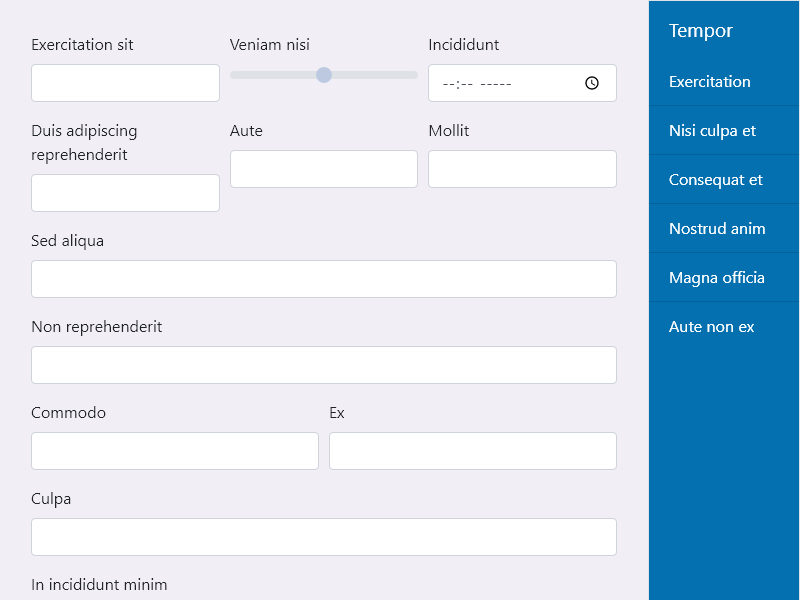 Exercitation sit
Veniam nisi
Incididunt
--:-- -----
Duis adipiscing
reprehenderit
Aute
Mollit
Sed aliqua
Non reprehenderit
Commodo
Ex
Culpa
In incididunt minim
Tempor
Exercitation
Nisi culpa et
Consequat et
Nostrud anim
Magna officia
Aute non ex